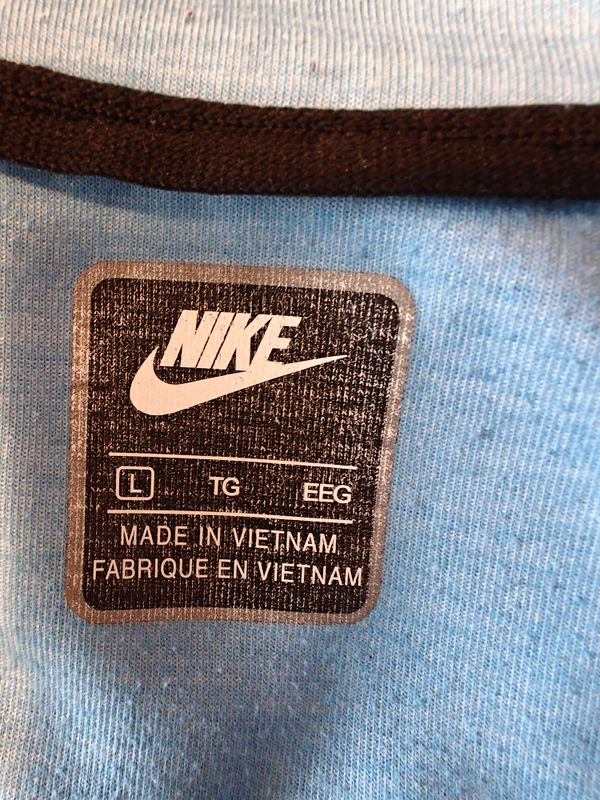 NIKE
L TG EEG
MADE IN VIETNAM
FABRIQUE EN VIETNAM